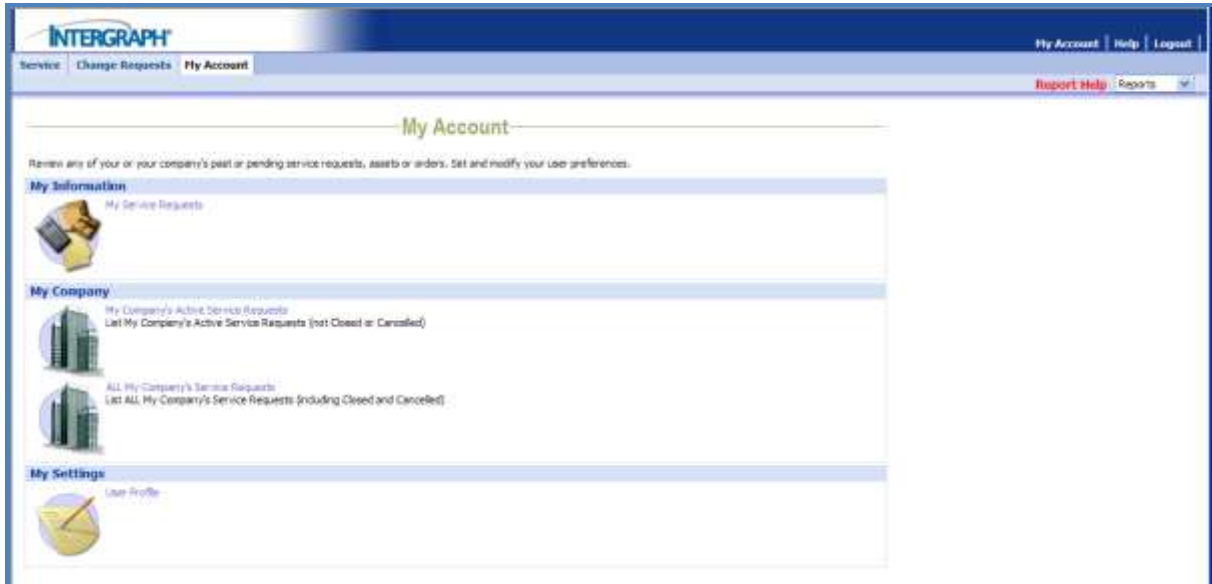 INTERGRAPH®
My Account | Help | Logout |
Service Change Requests My Account
Report Help Reports
My Account
Review any of your or your company's past or pending service requests, assets or orders. Set and modify your user preferences.
My Information
My Service Requests
My Company
My Company's Active Service Requests
List My Company's Active Service Requests (not Closed or Cancelled)
ALL My Company's Service Requests
List ALL My Company's Service Requests (including Closed and Cancelled)
My Settings
User Profile